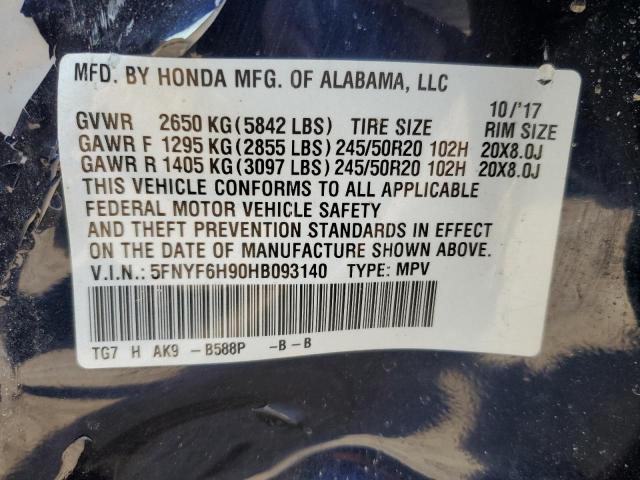 MFD. BY HONDA MFG. OF ALABAMA, LLC
10/'17
GVWR 2650 KG(5842 LBS) TIRE SIZE RIM SIZE
GAWR F 1295 KG(2855 LBS)245/50R20 102H 20X8.0J
GAWR R 1405 KG(3097 LBS)245/50R20 102H 20X8.0J
THIS VEHICLE CONFORMS TO ALL APPLICABLE
FEDERAL MOTOR VEHICLE SAFETY
AND THEFT PREVENTION STANDARDS IN EFFECT
ON THE DATE OF MANUFACTURE SHOWN ABOVE.
V.I.N.: 5FNYF6H90HB093140 TYPE: MPV
TG7 H AK9 -B588P -B-B